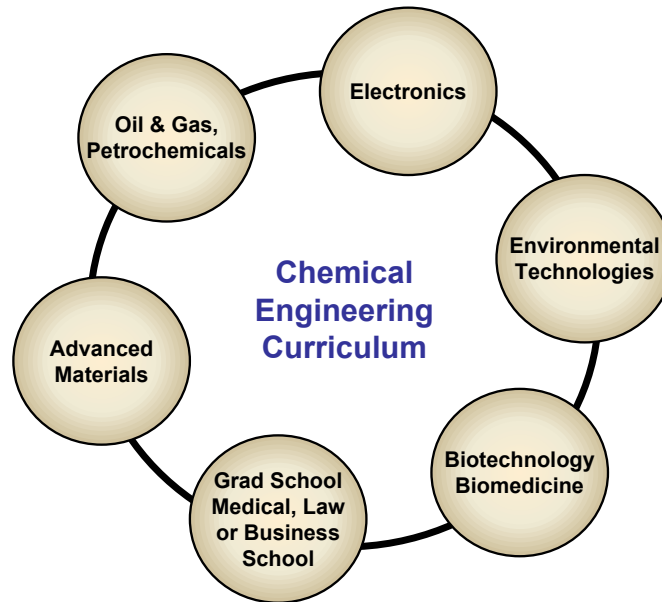 Electronics
Oil & Gas,
Petrochemicals
Environmental
Technologies
Chemical
Engineering
Curriculum
Advanced
Materials
Biotechnology
Biomedicine
Grad School
Medical, Law
or Business
School